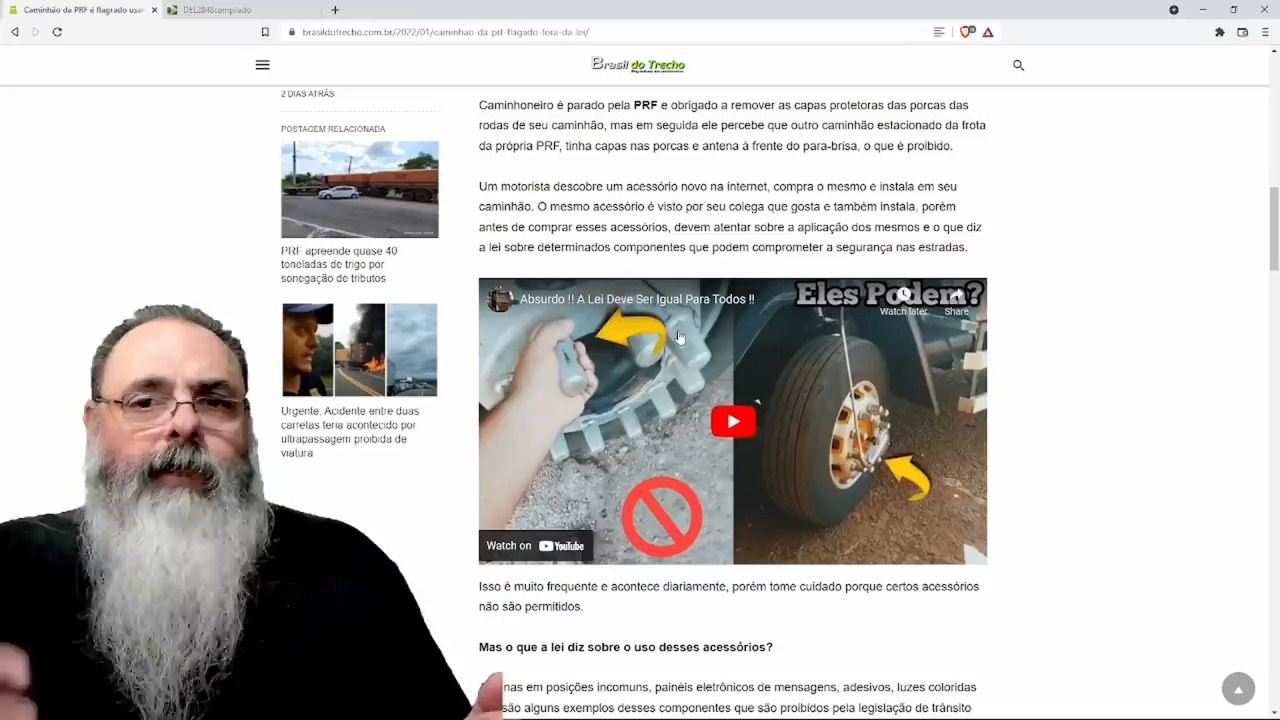 Caminhão da PRF é flagrado usa
DEL2848compilado
brasildotrecho.com.br/2022/01/caminhao-da-prf-flagado-fora-da-lei/
Brasil do Trecho
2 DIAS ATRÁS
POSTAGEM RELACIONADA
PRF apreende quase 40
toneladas de trigo por
sonegação de tributos
Urgente. Acidente entre duas
carretas teria acontecido por
ultrapassagem proibida de
viatura
Caminhoneiro é parado pela PRF e obrigado a remover as capas protetoras das porcas das
rodas de seu caminhão, mas em seguida ele percebe que outro caminhão estacionado da frota
da própria PRF, tinha capas nas porcas e antena à frente do para-brisa, o que é proibido.
Um motorista descobre um acessório novo na internet, compra o mesmo e instala em seu
caminhão. O mesmo acessório é visto por seu colega que gosta e também instala, porém
antes de comprar esses acessórios, devem atentar sobre a aplicação dos mesmos e o que diz
a lei sobre determinados componentes que podem comprometer a segurança nas estradas.
Absurdo !! A Lei Deve Ser Igual Para Todos !!
Eles Podem?
Watch later
Share
Watch on YouTube
Isso é muito frequente e acontece diariamente, porém tome cuidado porque certos acessórios
não são permitidos.
Mas o que a lei diz sobre o uso desses acessórios?
nas em posições incomuns, painéis eletrônicos de mensagens, adesivos, luzes coloridas
são alguns exemplos desses componentes que são proibidos pela legislação de trânsito